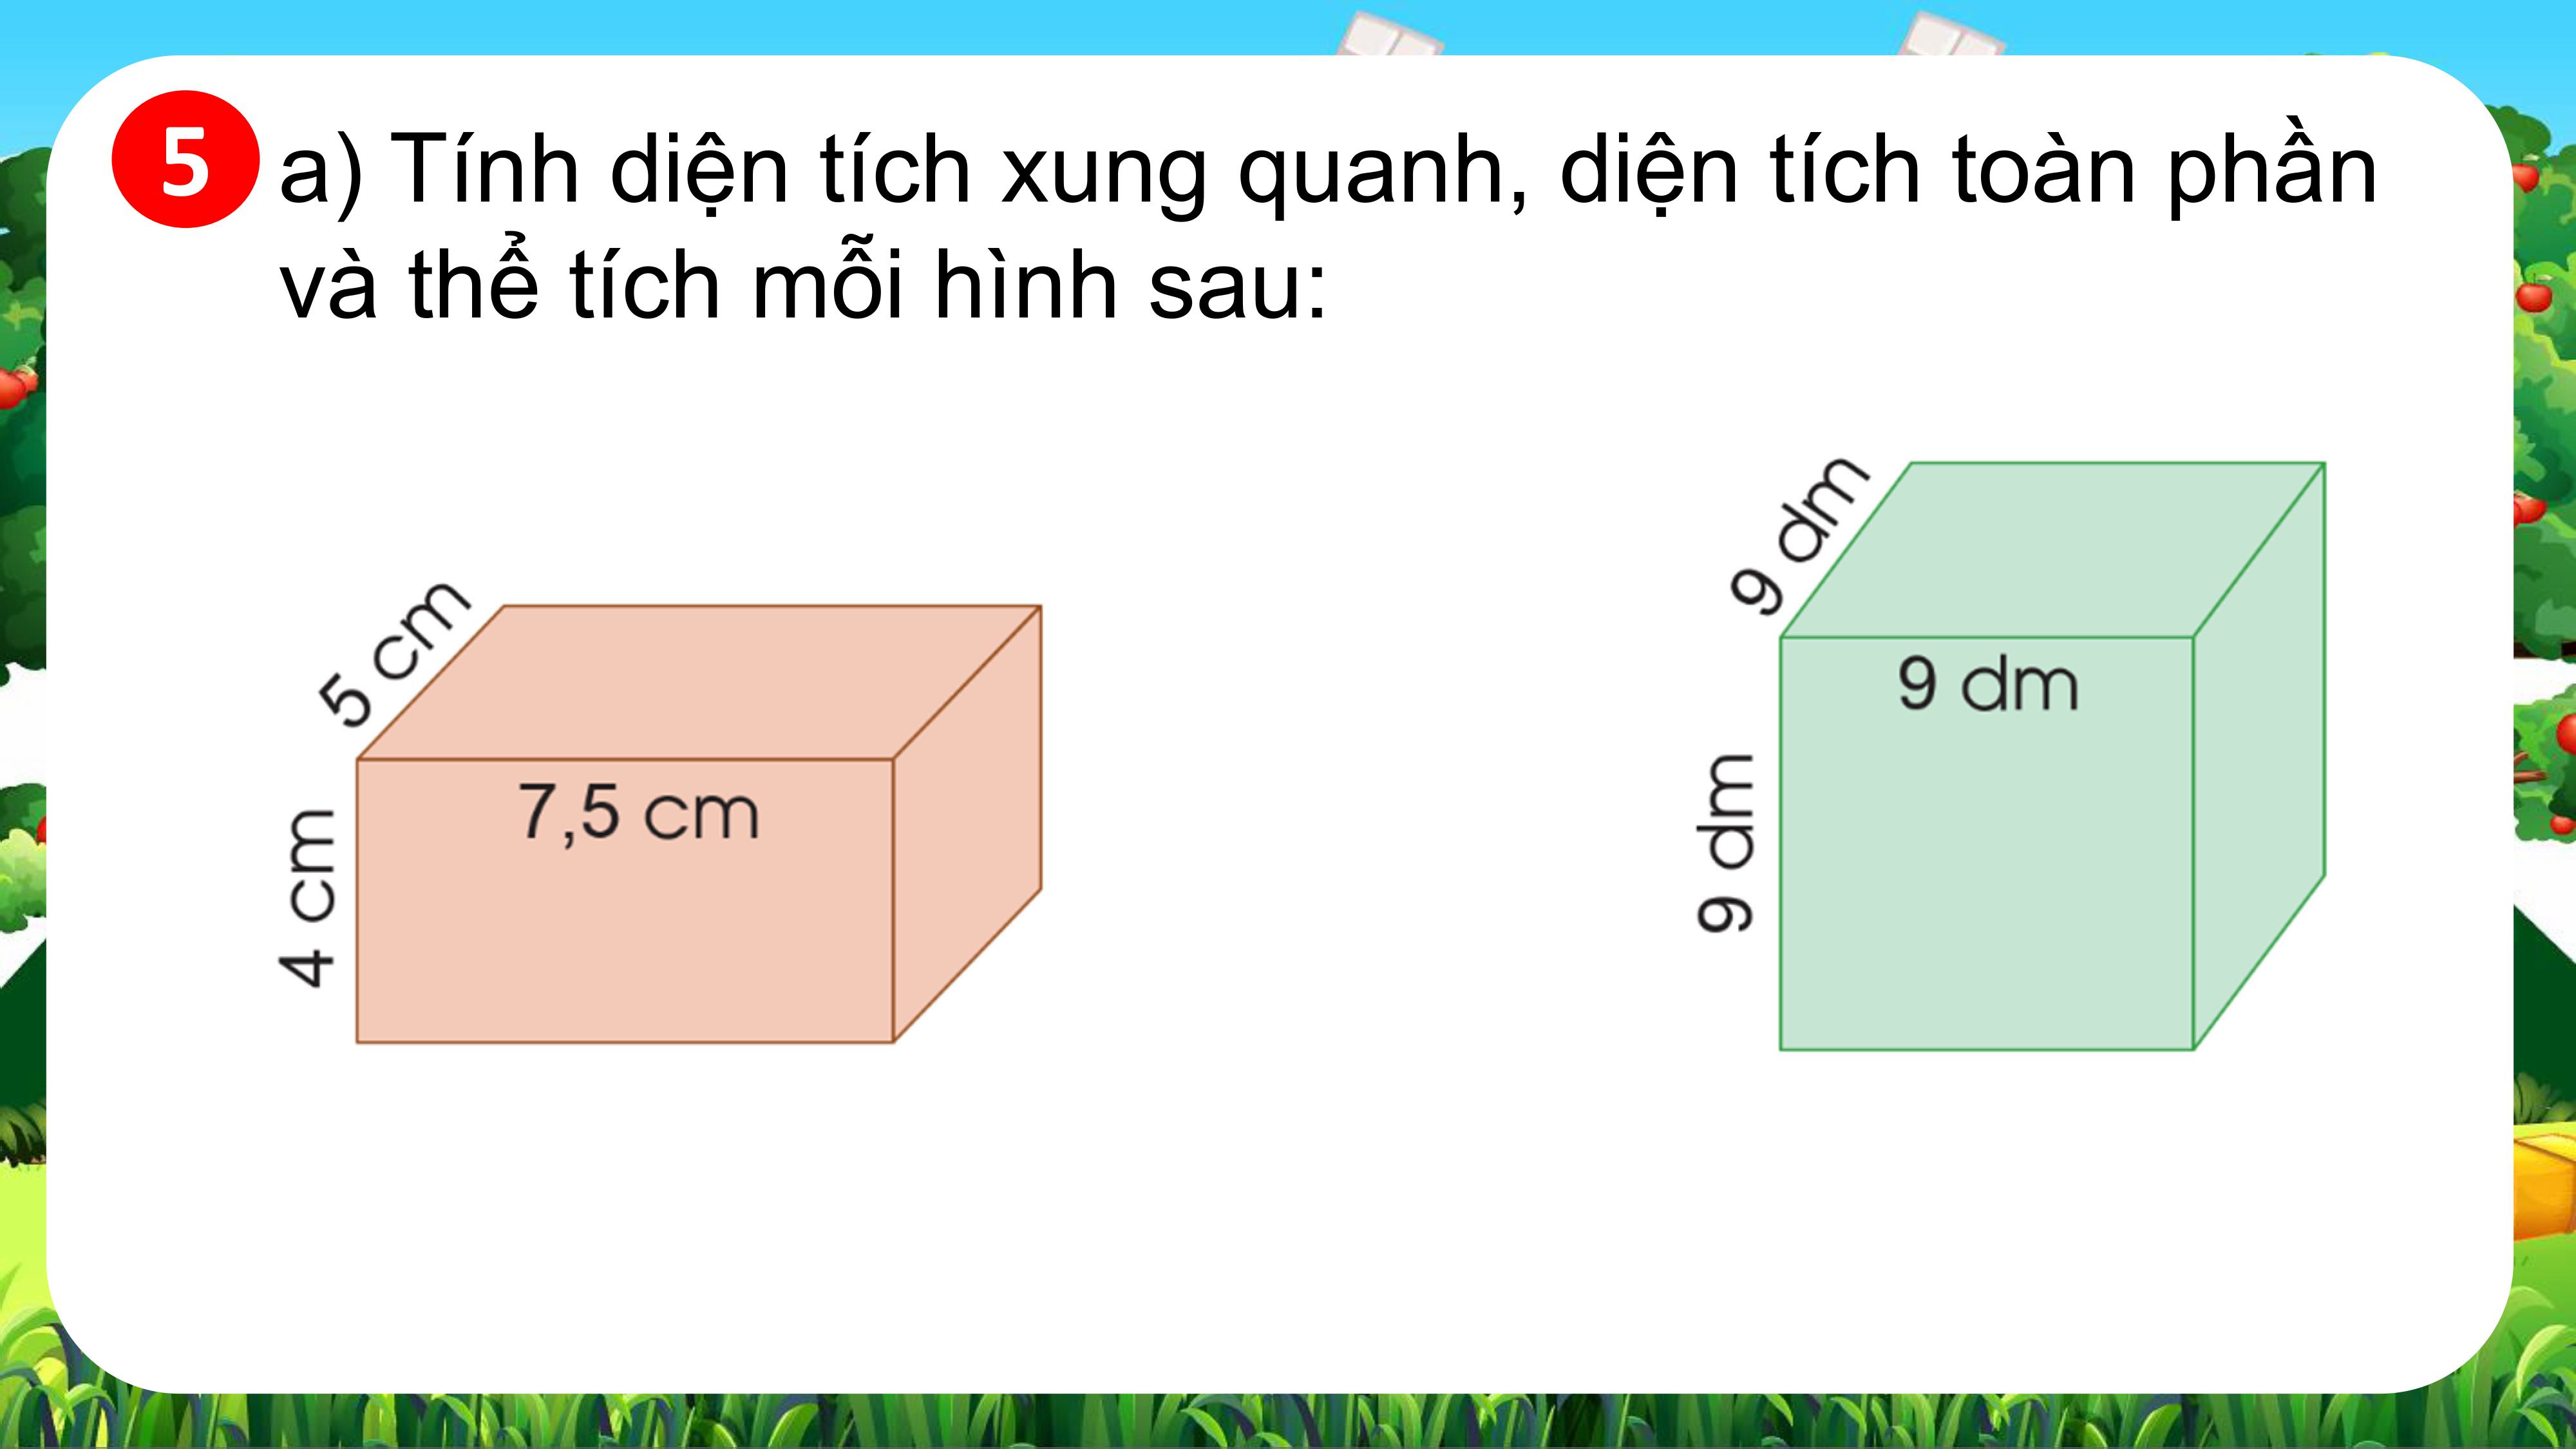 5 a) Tính diện tích xung quanh, diện tích toàn phần
và thể tích mỗi hình sau:
5 cm
7,5 cm
4 cm
9 dm
9 dm
9 dm